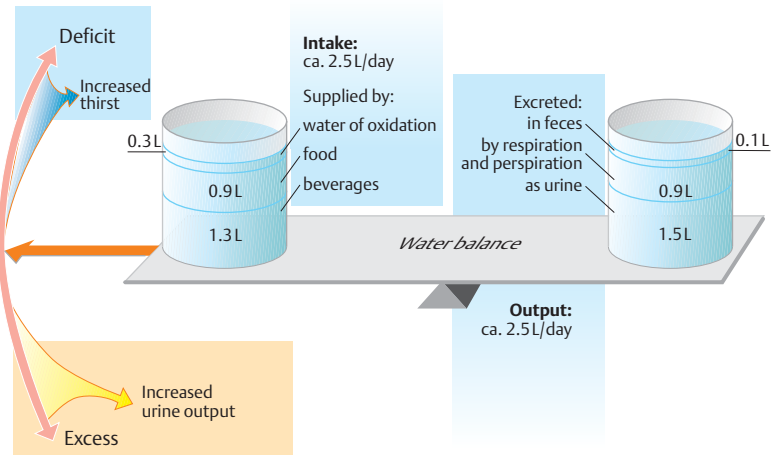 Deficit
Increased
thirst
Intake:
ca. 2.5 L/day
Supplied by:
water of oxidation
food
beverages
0.3 L
0.9 L
1.3 L
Excreted:
in feces
by respiration
and perspiration
as urine
0.1 L
0.9 L
1.5 L
Water balance
Output:
ca. 2.5 L/day
Increased
urine output
Excess